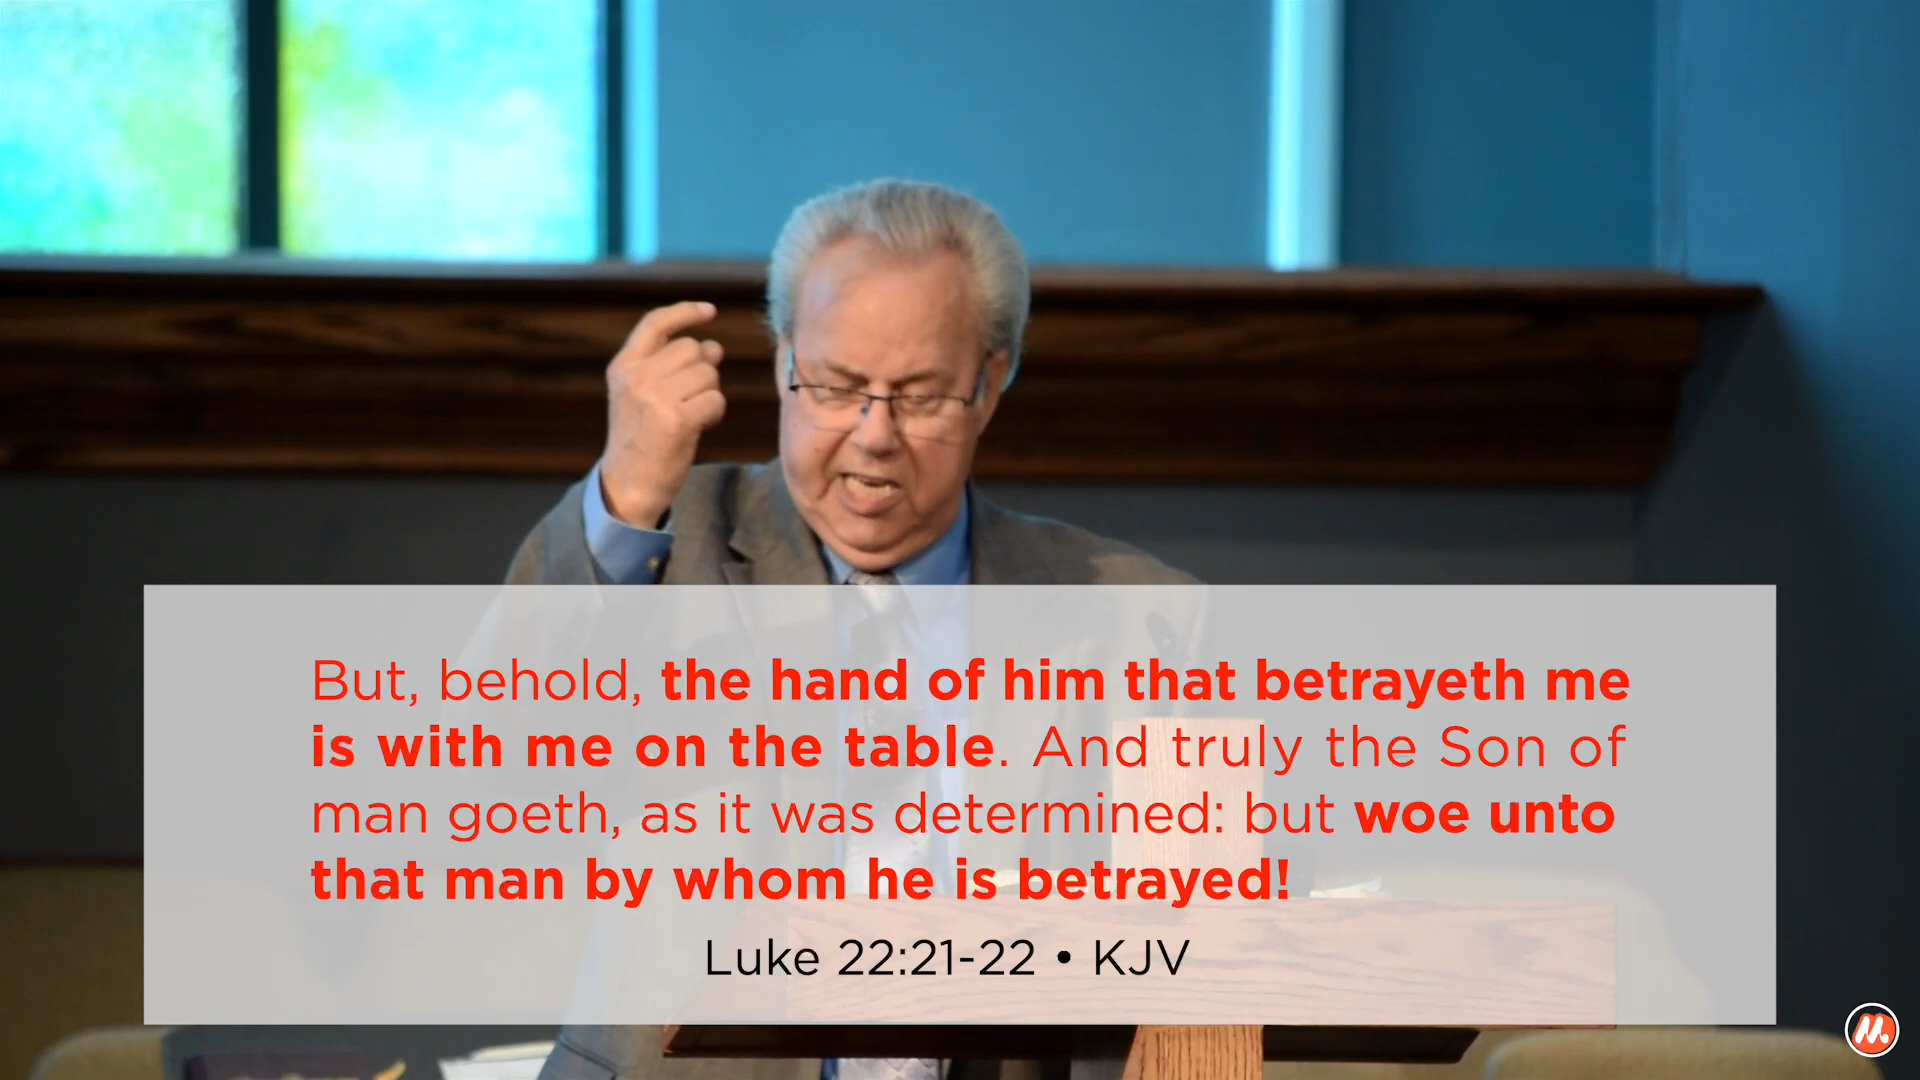 But, behold, the hand of him that betrayeth me
is with me on the table. And truly the Son of
man goeth, as it was determined: but woe unto
that man by whom he is betrayed!
Luke 22:21-22 • KJV
M